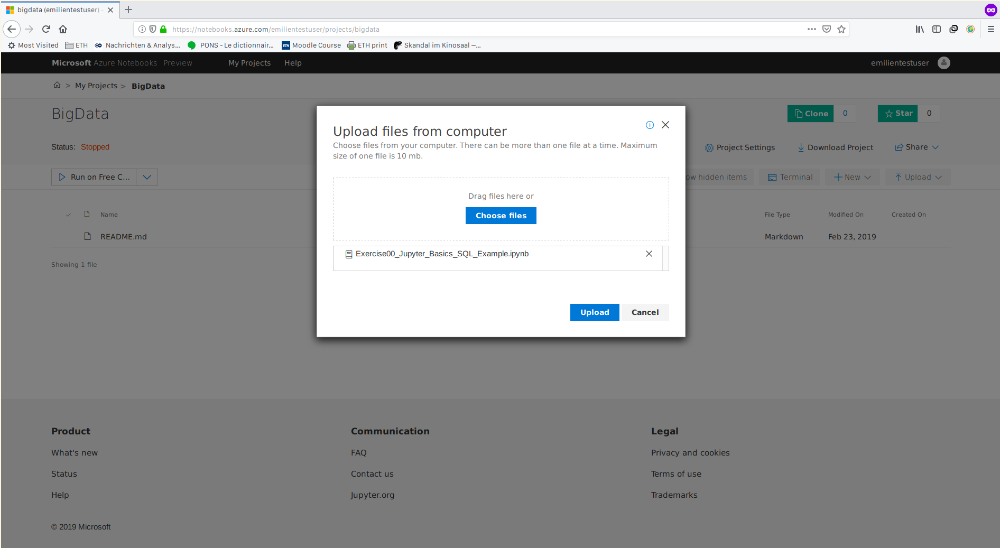 bigdata (emilientestuser) -
https://notebooks.azure.com/emilientestuser/projects/bigdata
Most Visited ETH Nachrichten & Analys... PONS - Le dictionnair... ETH Moodle Course ETH print Skandal im Kinosaal —...
Microsoft Azure Notebooks Preview My Projects Help emilientestuser
> My Projects > BigData
BigData
Clone 0 Star 0
Status: Stopped
Project Settings Download Project Share
Run on Free C...
ow hidden items Terminal New Upload
Name File Type Modified On Created On
README.md Markdown Feb 23, 2019
Showing 1 file
Upload files from computer
Choose files from your computer. There can be more than one file at a time. Maximum
size of one file is 10 mb.
Drag files here or
Choose files
Exercise00_Jupyter_Basics_SQL_Example.ipynb
Upload Cancel
Product Communication Legal
What's new FAQ Privacy and cookies
Status Contact us Terms of use
Help Jupyter.org Trademarks
© 2019 Microsoft